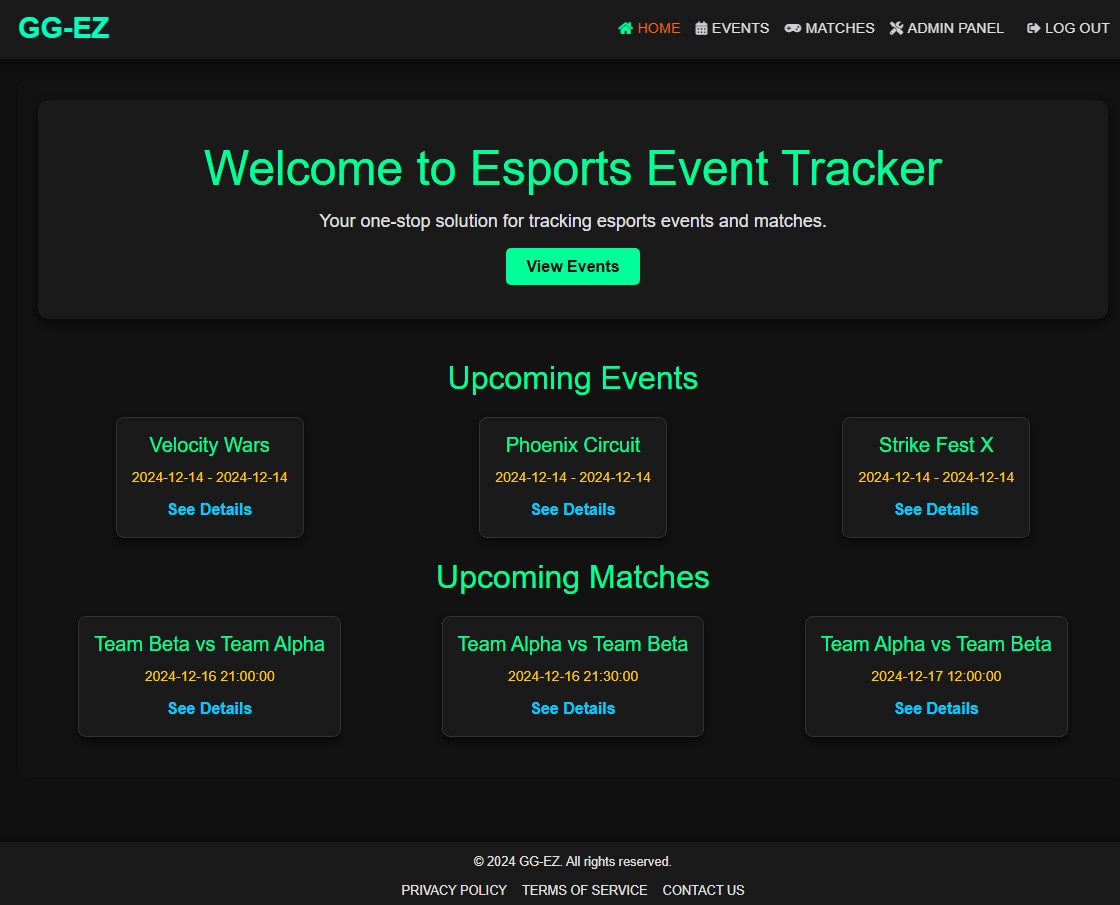 GG-EZ HOME EVENTS MATCHES ADMIN PANEL LOG OUT
Welcome to Esports Event Tracker
Your one-stop solution for tracking esports events and matches.
View Events
Upcoming Events
Velocity Wars
2024-12-14 - 2024-12-14
See Details
Phoenix Circuit
2024-12-14 - 2024-12-14
See Details
Strike Fest X
2024-12-14 - 2024-12-14
See Details
Upcoming Matches
Team Beta vs Team Alpha
2024-12-16 21:00:00
See Details
Team Alpha vs Team Beta
2024-12-16 21:30:00
See Details
Team Alpha vs Team Beta
2024-12-17 12:00:00
See Details
© 2024 GG-EZ. All rights reserved.
PRIVACY POLICY TERMS OF SERVICE CONTACT US